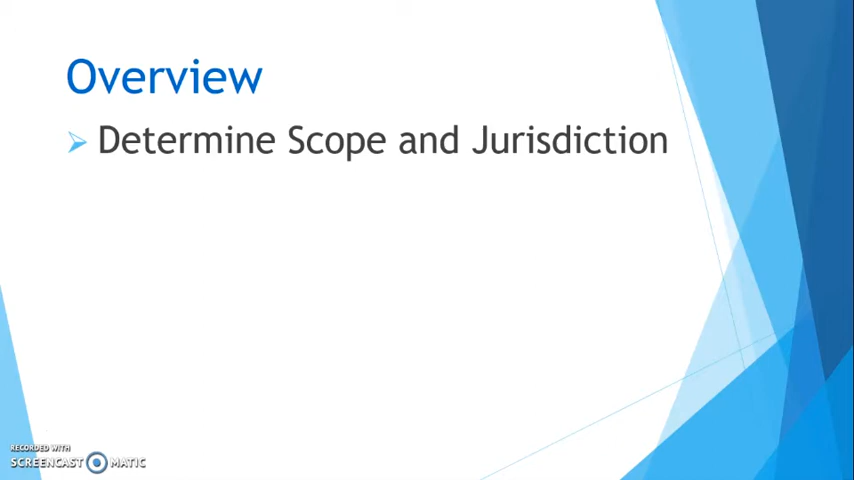 Overview
Determine Scope and Jurisdiction
RECORDED WITH
SCREENCAST MATIC